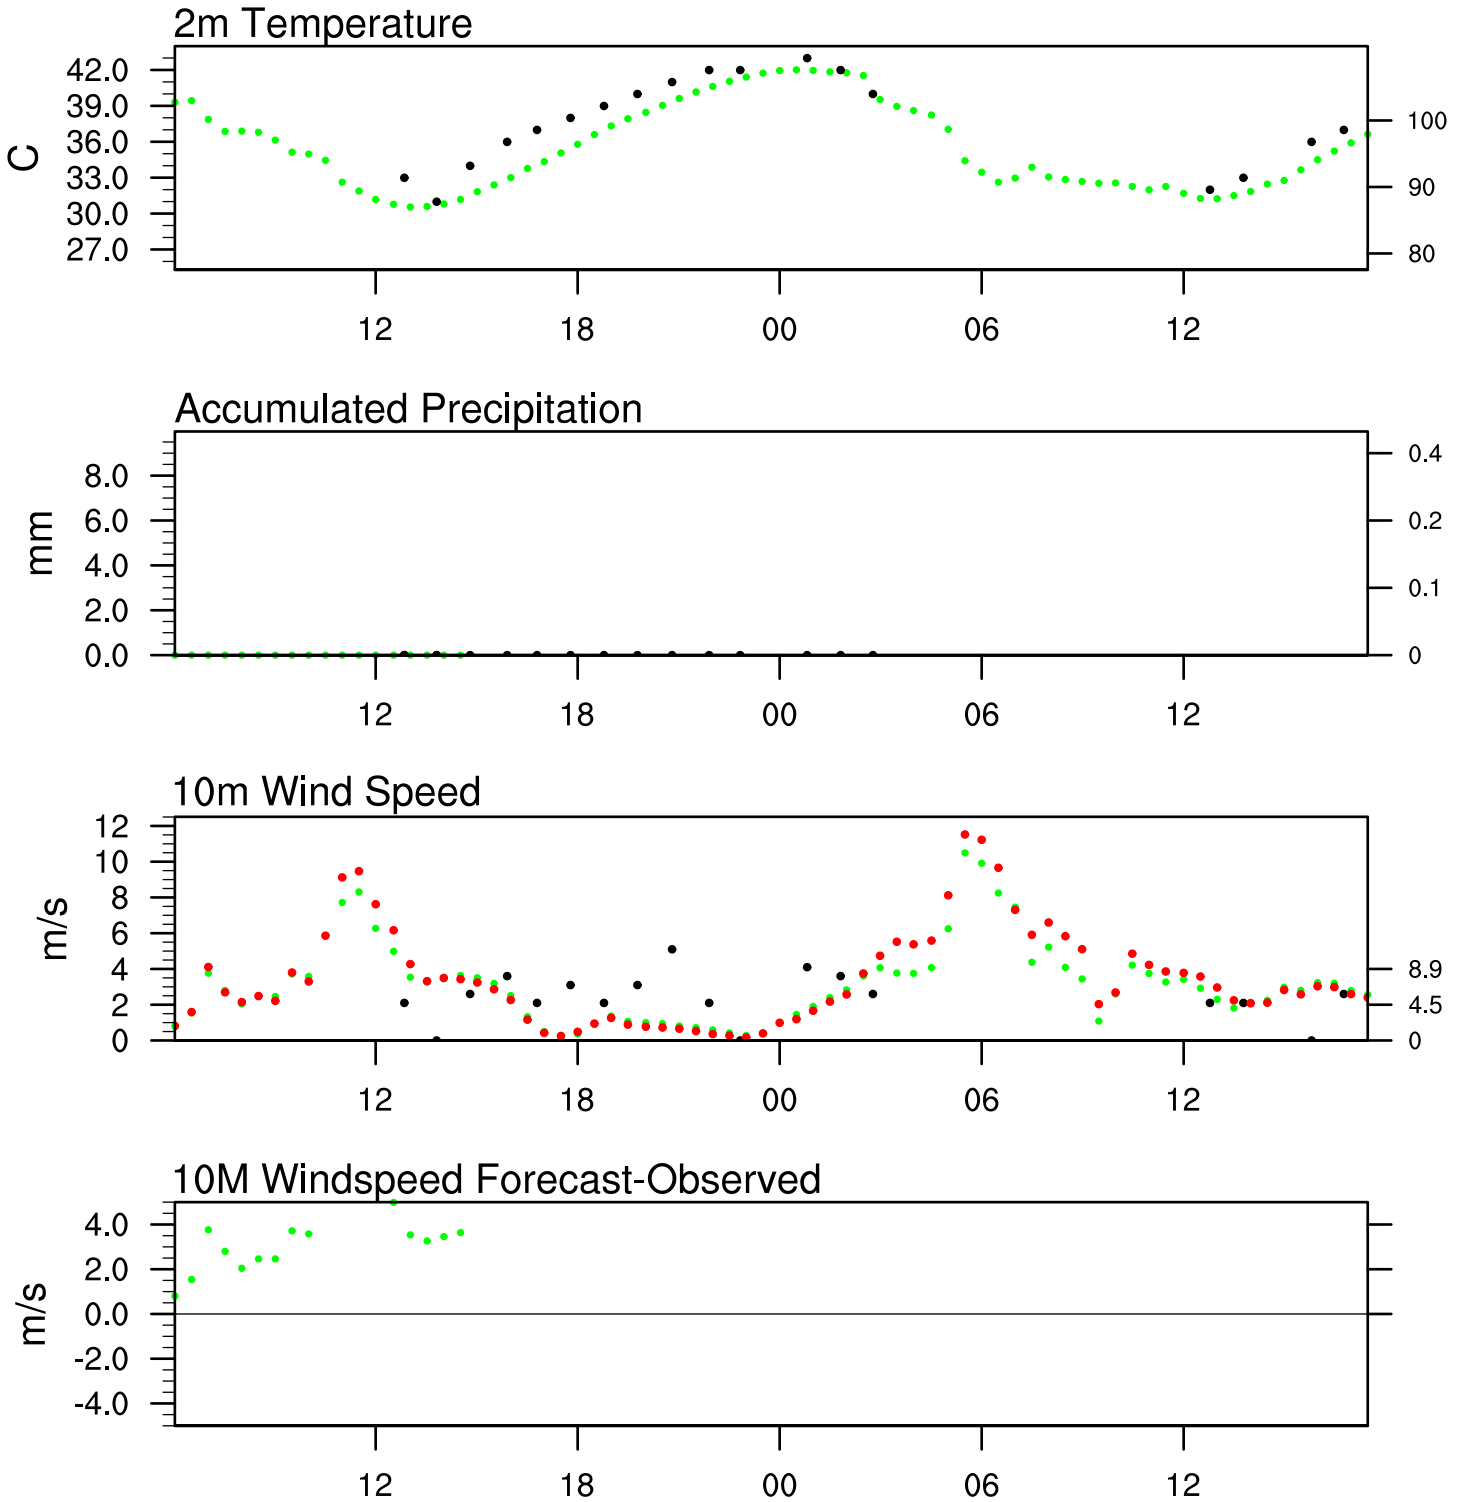 2m Temperature
42.0
39.0
36.0
33.0
30.0
27.0
C
100
90
80
12 18 00 06 12
Accumulated Precipitation
8.0
6.0
4.0
2.0
0.0
mm
0.4
0.2
0.1
0
12 18 00 06 12
10m Wind Speed
12
10
8
6
4
2
0
m/s
8.9
4.5
0
12 18 00 06 12
10M Windspeed Forecast-Observed
4.0
2.0
0.0
-2.0
-4.0
m/s
12 18 00 06 12